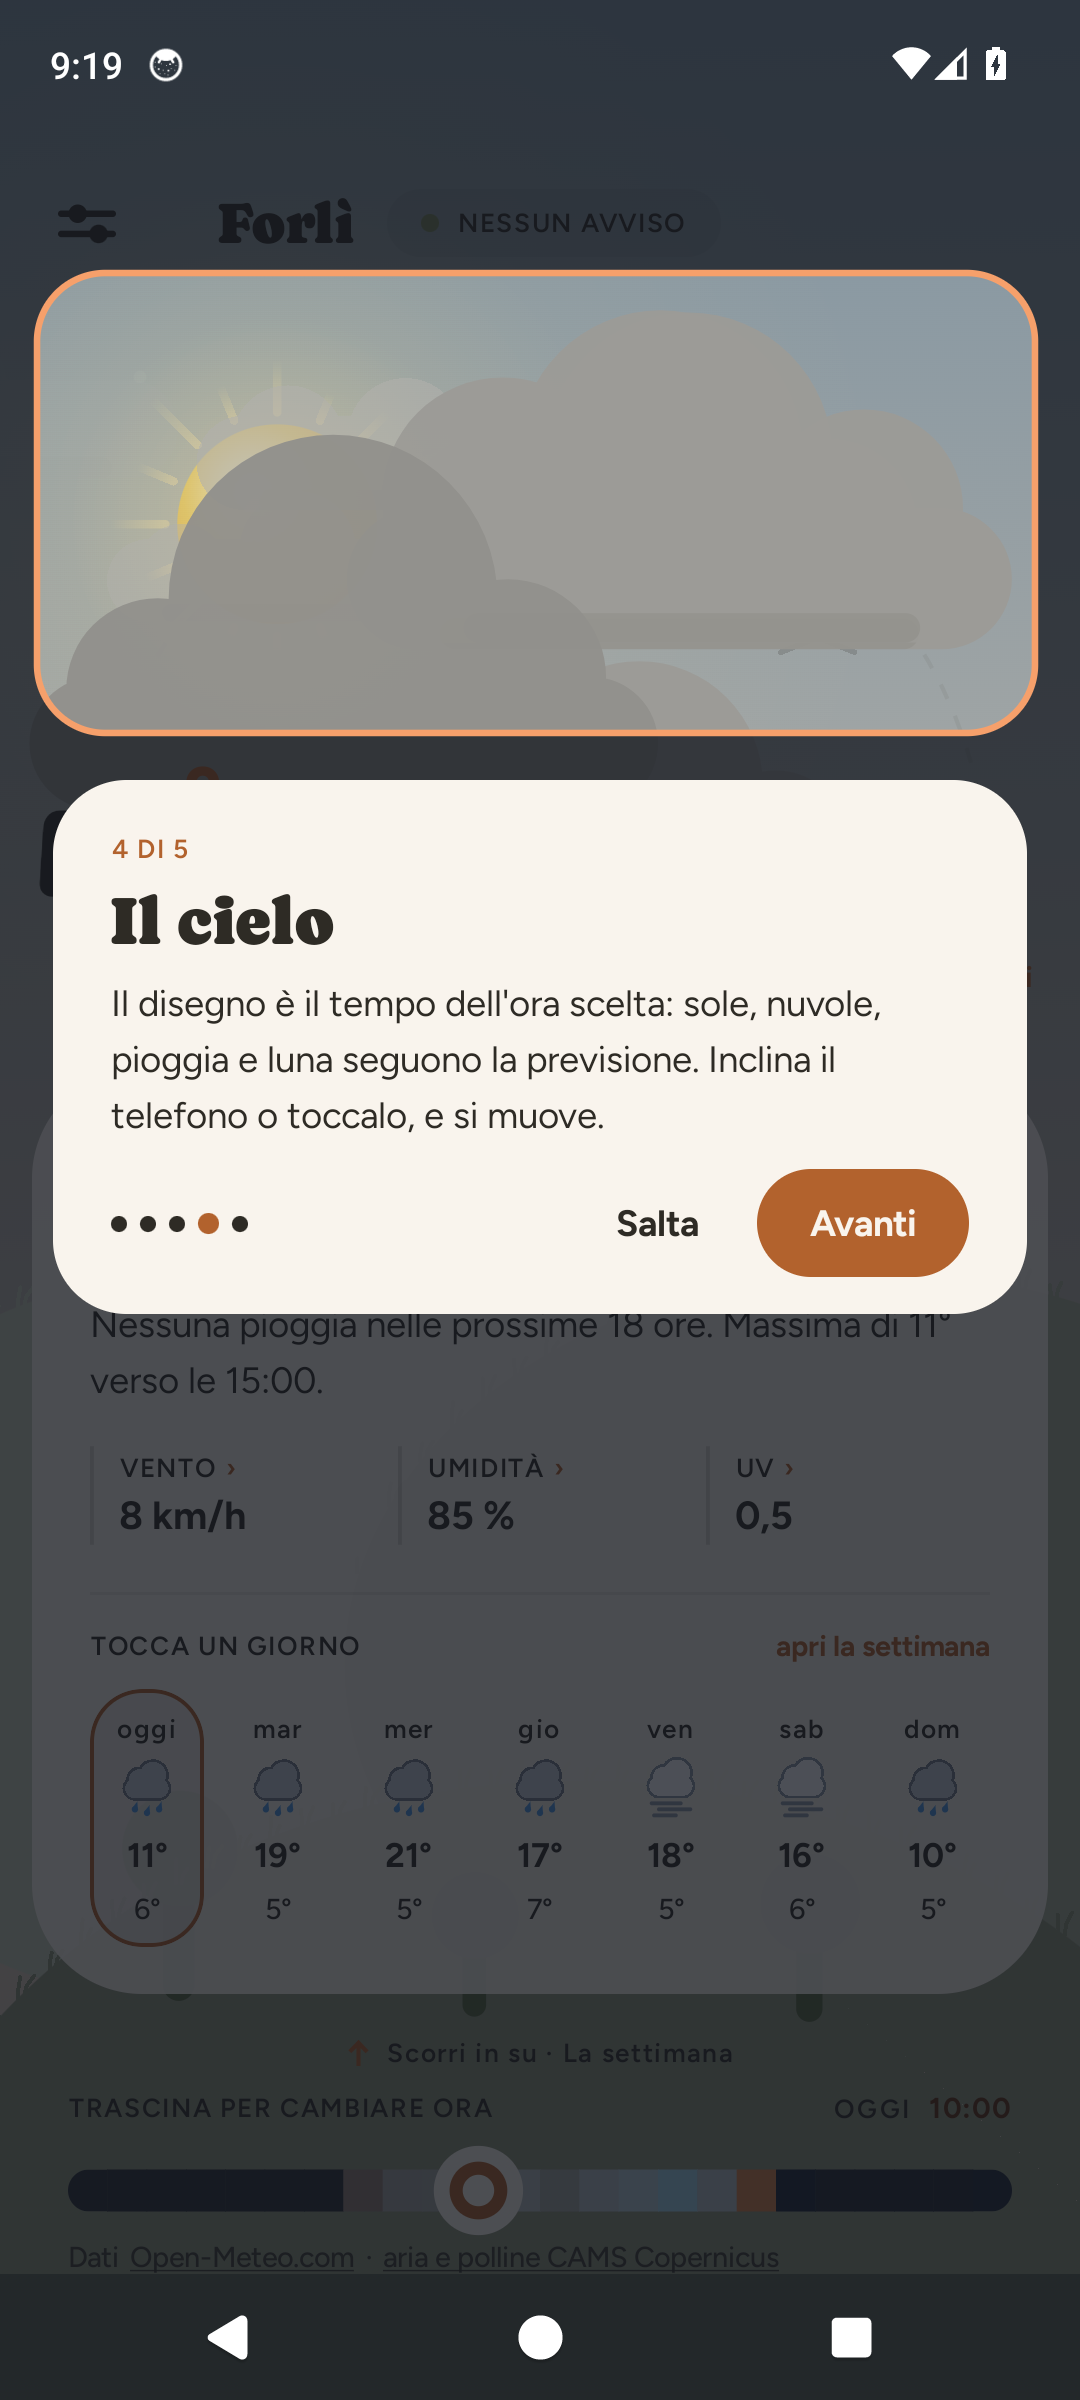 9:19
Forlì
NESSUN AVVISO
4 DI 5
Il cielo
Il disegno è il tempo dell'ora scelta: sole, nuvole,
pioggia e luna seguono la previsione. Inclina il
telefono o toccalo, e si muove.
Salta
Avanti
Nessuna pioggia nelle prossime 18 ore. Massima di 11°
verso le 15:00.
VENTO ›
UMIDITÀ ›
UV ›
8 km/h
85 %
0,5
TOCCA UN GIORNO
apri la settimana
oggi mar mer gio ven sab dom
11° 19° 21° 17° 18° 16° 10°
6° 5° 5° 7° 5° 6° 5°
↑ Scorri in su · La settimana
TRASCINA PER CAMBIARE ORA
OGGI 10:00
Dati Open-Meteo.com · aria e polline CAMS Copernicus